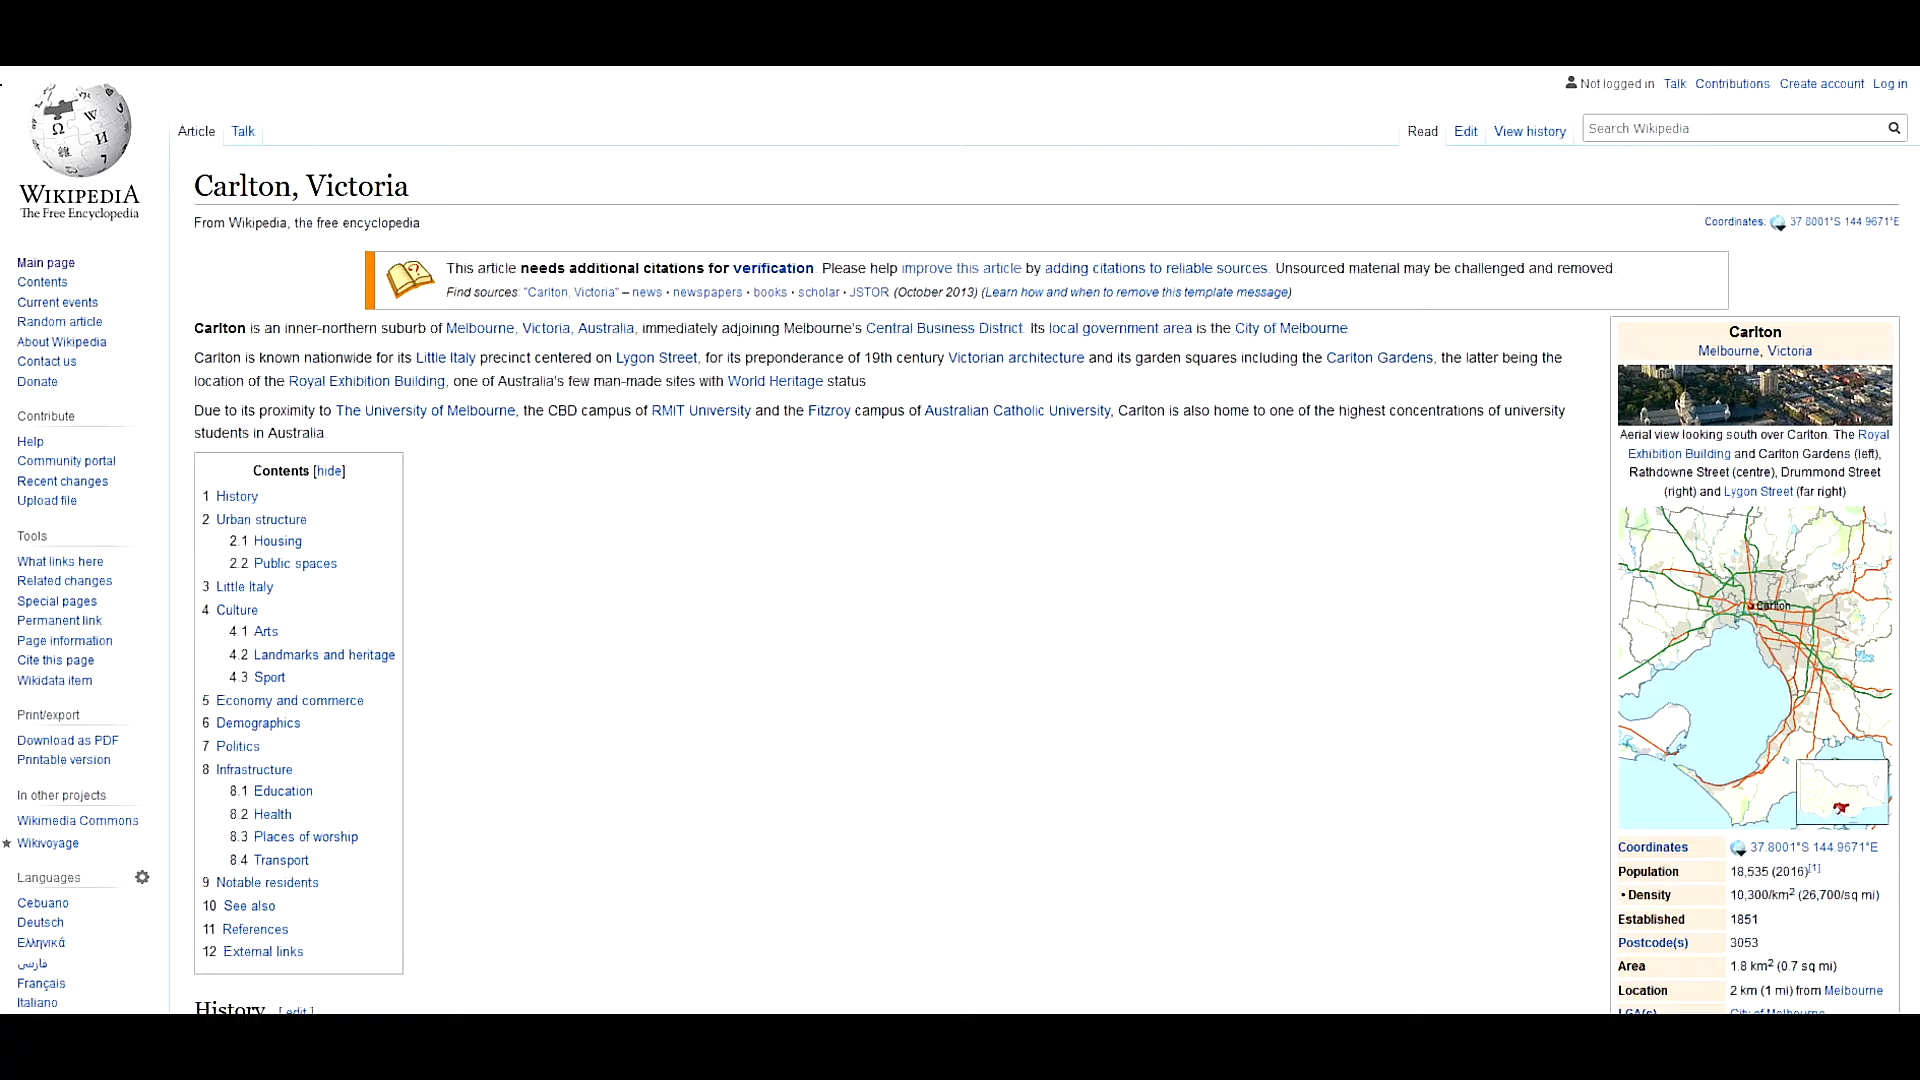 Not logged in Talk Contributions Create account Log in
Article Talk Read Edit View history Search Wikipedia
WIKIPEDIA
The Free Encyclopedia
Carlton, Victoria
From Wikipedia, the free encyclopedia
Coordinates: 37.8001°S 144.9671°E
This article needs additional citations for verification. Please help improve this article by adding citations to reliable sources. Unsourced material may be challenged and removed.
Find sources: "Carlton, Victoria" – news · newspapers · books · scholar · JSTOR (October 2013) (Learn how and when to remove this template message)
Carlton is an inner-northern suburb of Melbourne, Victoria, Australia, immediately adjoining Melbourne's Central Business District. Its local government area is the City of Melbourne.
Carlton is known nationwide for its Little Italy precinct centered on Lygon Street, for its preponderance of 19th century Victorian architecture and its garden squares including the Carlton Gardens, the latter being the
location of the Royal Exhibition Building, one of Australia's few man-made sites with World Heritage status
Due to its proximity to The University of Melbourne, the CBD campus of RMIT University and the Fitzroy campus of Australian Catholic University, Carlton is also home to one of the highest concentrations of university
students in Australia.
Contents [hide]
1 History
2 Urban structure
2.1 Housing
2.2 Public spaces
3 Little Italy
4 Culture
4.1 Arts
4.2 Landmarks and heritage
4.3 Sport
5 Economy and commerce
6 Demographics
7 Politics
8 Infrastructure
8.1 Education
8.2 Health
8.3 Places of worship
8.4 Transport
9 Notable residents
10 See also
11 References
12 External links
History [edit]
Main page
Contents
Current events
Random article
About Wikipedia
Contact us
Donate
Contribute
Help
Community portal
Recent changes
Upload file
Tools
What links here
Related changes
Special pages
Permanent link
Page information
Cite this page
Wikidata item
Print/export
Download as PDF
Printable version
In other projects
Wikimedia Commons
Wikivoyage
Languages
Cebuano
Deutsch
Ελληνικά
فارسی
Français
Italiano
Carlton
Melbourne, Victoria
Aerial view looking south over Carlton. The Royal
Exhibition Building and Carlton Gardens (left),
Rathdowne Street (centre), Drummond Street
(right) and Lygon Street (far right)
Carlton
Coordinates 37.8001°S 144.9671°E
Population 18,535 (2016)[1]
• Density 10,300/km2 (26,700/sq mi)
Established 1851
Postcode(s) 3053
Area 1.8 km2 (0.7 sq mi)
Location 2 km (1 mi) from Melbourne
LGA(s) City of Melbourne